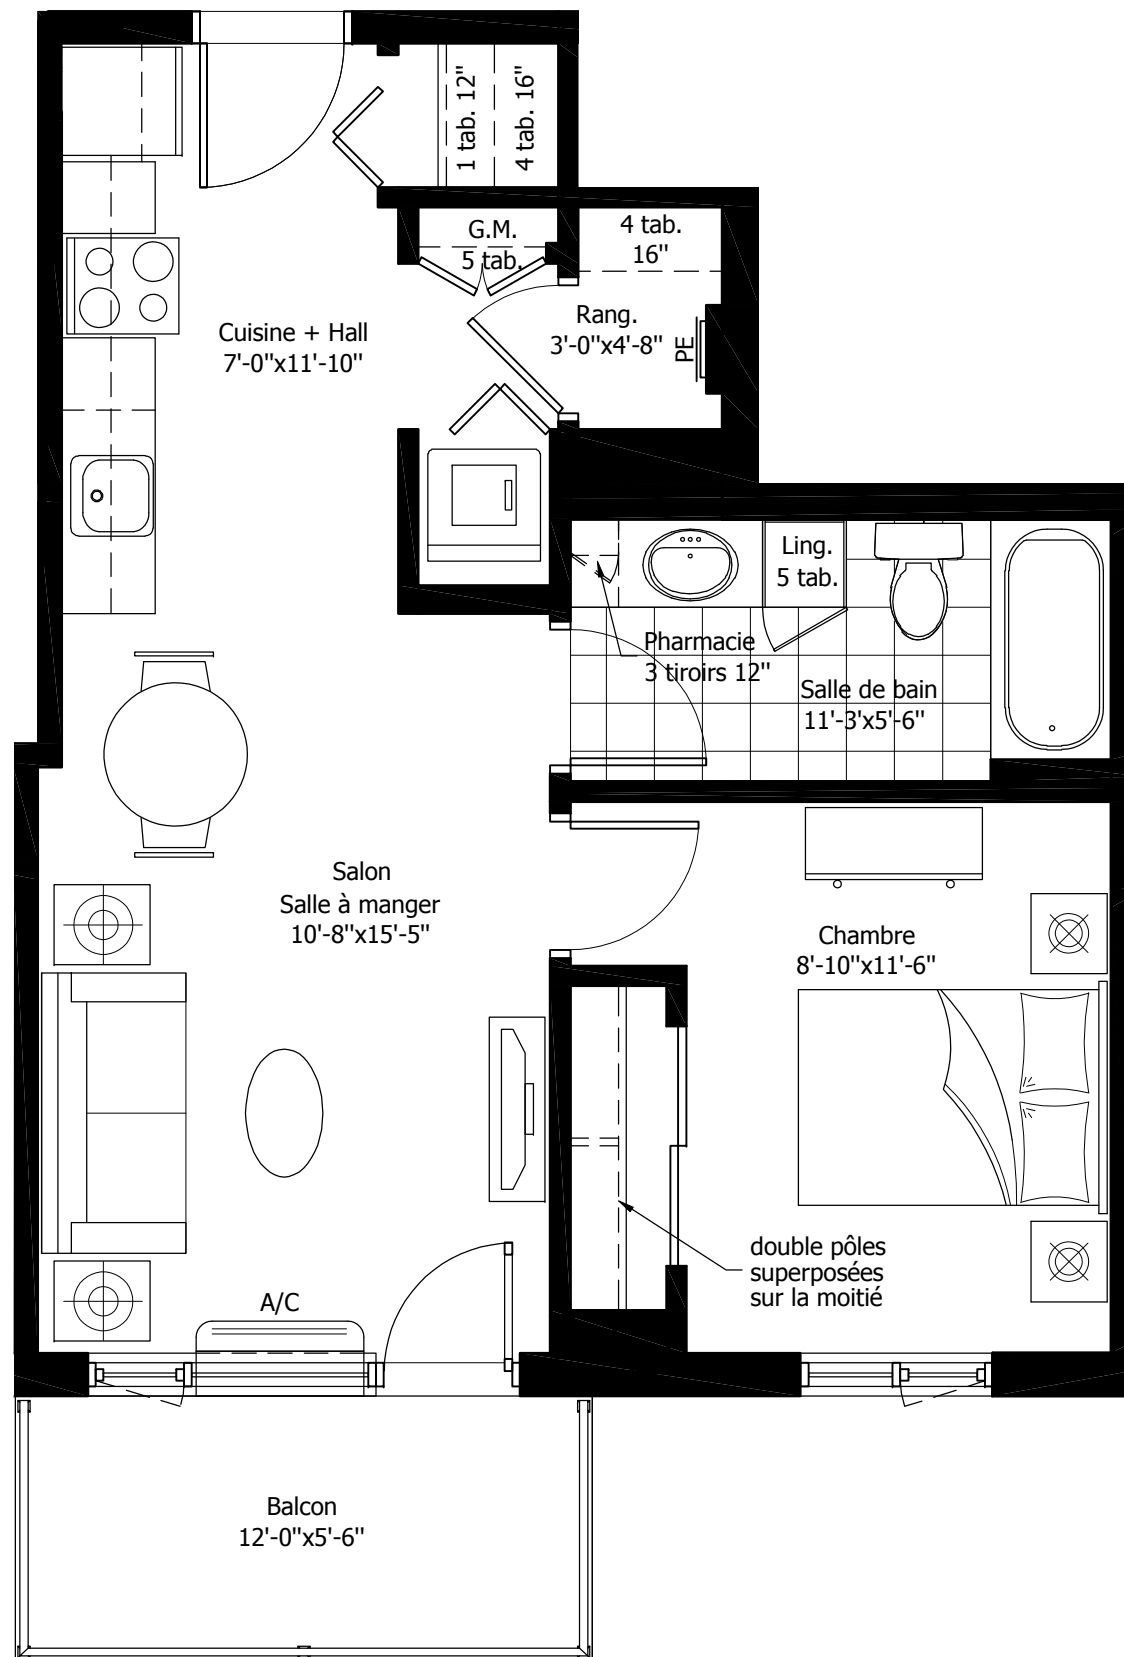 1 tab. 12"
4 tab. 16"
G.M.
5 tab.
4 tab.
16"
Cuisine + Hall
7'-0"x11'-10"
Rang.
3'-0"x4'-8"
PE
Ling.
5 tab.
Pharmacie
3 tiroirs 12"
Salle de bain
11'-3'x5'-6"
Salon
Salle à manger
10'-8"x15'-5"
Chambre
8'-10"x11'-6"
double pôles
superposées
sur la moitié
A/C
Balcon
12'-0"x5'-6"